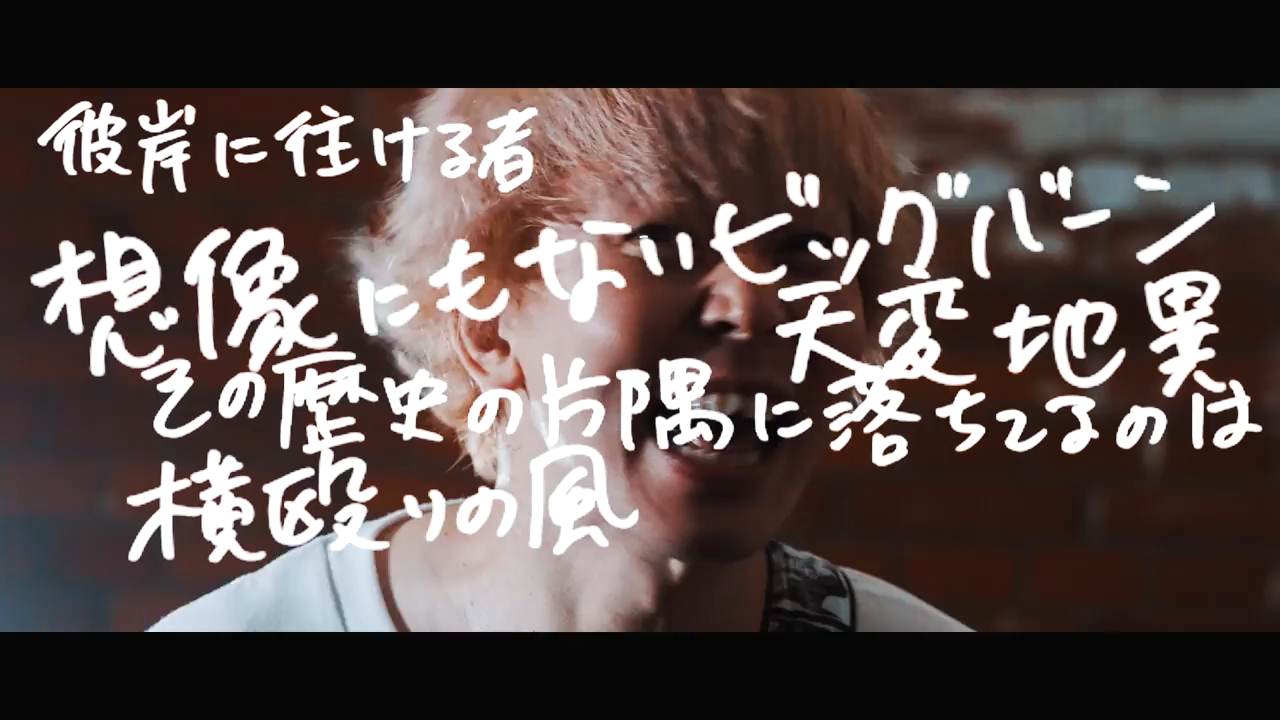 彼岸に往ける者
想像にもないビッグバーン
天変地異
その歴史の片隅に落ちてるのは
横殴りの風